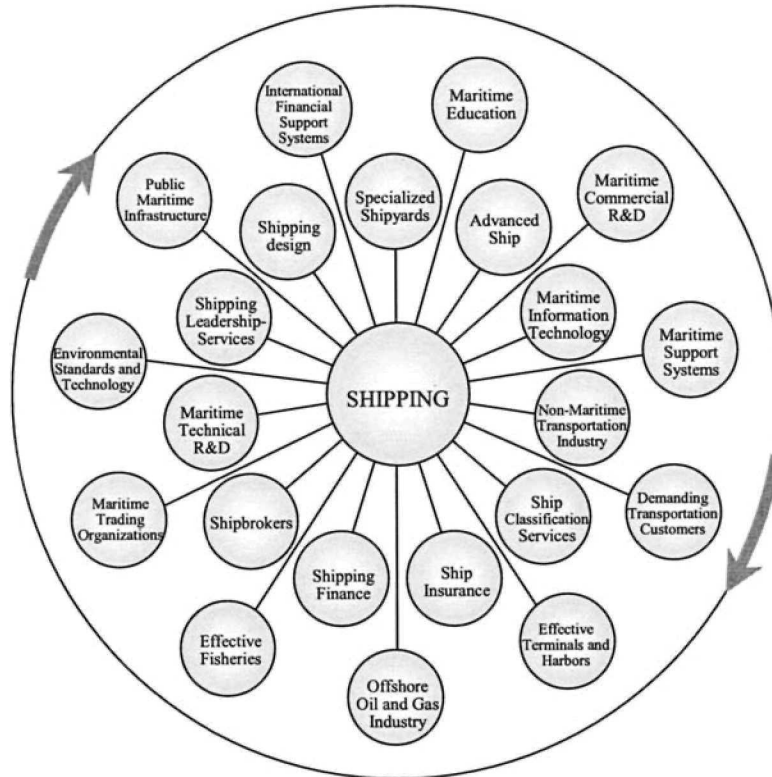 International
Financial
Support
Systems
Maritime
Education
Public
Maritime
Infrastructure
Shipping
design
Specialized
Shipyards
Advanced
Ship
Maritime
Commercial
R&D
Shipping
Leadership-
Services
Maritime
Information
Technology
Environmental
Standards and
Technology
Maritime
Support
Systems
SHIPPING
Maritime
Technical
R&D
Non-Maritime
Transportation
Industry
Maritime
Trading
Organizations
Shipbrokers
Ship
Classification
Services
Demanding
Transportation
Customers
Shipping
Finance
Ship
Insurance
Effective
Fisheries
Effective
Terminals and
Harbors
Offshore
Oil and Gas
Industry